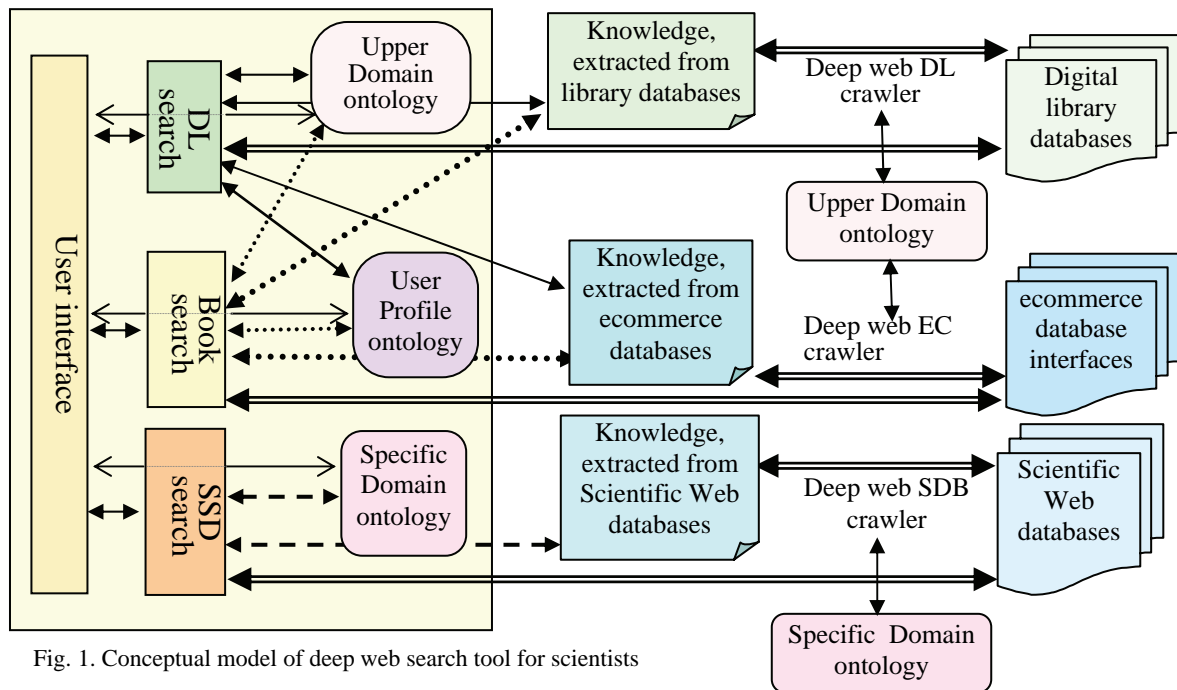 User interface
DL
search
Book
search
SSD
search
Upper
Domain
ontology
User
Profile
ontology
Specific
Domain
ontology
Knowledge,
extracted from
library databases
Knowledge,
extracted from
ecommerce
databases
Knowledge,
extracted from
Scientific Web
databases
Deep web DL
crawler
Upper Domain
ontology
Deep web EC
crawler
Deep web SDB
crawler
Specific Domain
ontology
Digital
library
databases
ecommerce
database
interfaces
Scientific
Web
databases
Fig. 1. Conceptual model of deep web search tool for scientists